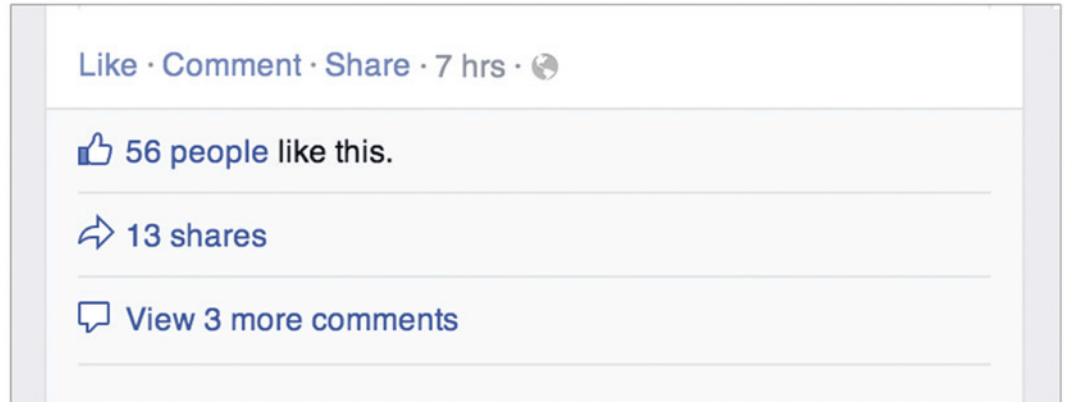 Like · Comment · Share · 7 hrs ·
56 people like this.
13 shares
View 3 more comments